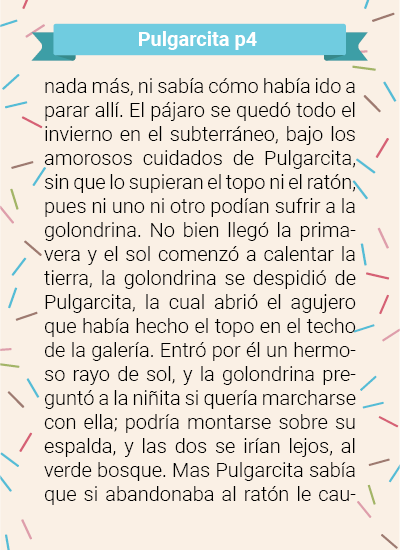 Pulgarcita p4
nada más, ni sabía cómo había ido a
parar allí. El pájaro se quedó todo el
invierno en el subterráneo, bajo los
amorosos cuidados de Pulgarcita,
sin que lo supieran el topo ni el ratón,
pues ni uno ni otro podían sufrir a la
golondrina. No bien llegó la prima-
vera y el sol comenzó a calentar la
tierra, la golondrina se despidió de
Pulgarcita, la cual abrió el agujero
que había hecho el topo en el techo
de la galería. Entró por él un hermo-
so rayo de sol, y la golondrina pre-
guntó a la niñita si quería marcharse
con ella; podría montarse sobre su
espalda, y las dos se irían lejos, al
verde bosque. Mas Pulgarcita sabía
que si abandonaba al ratón le cau-